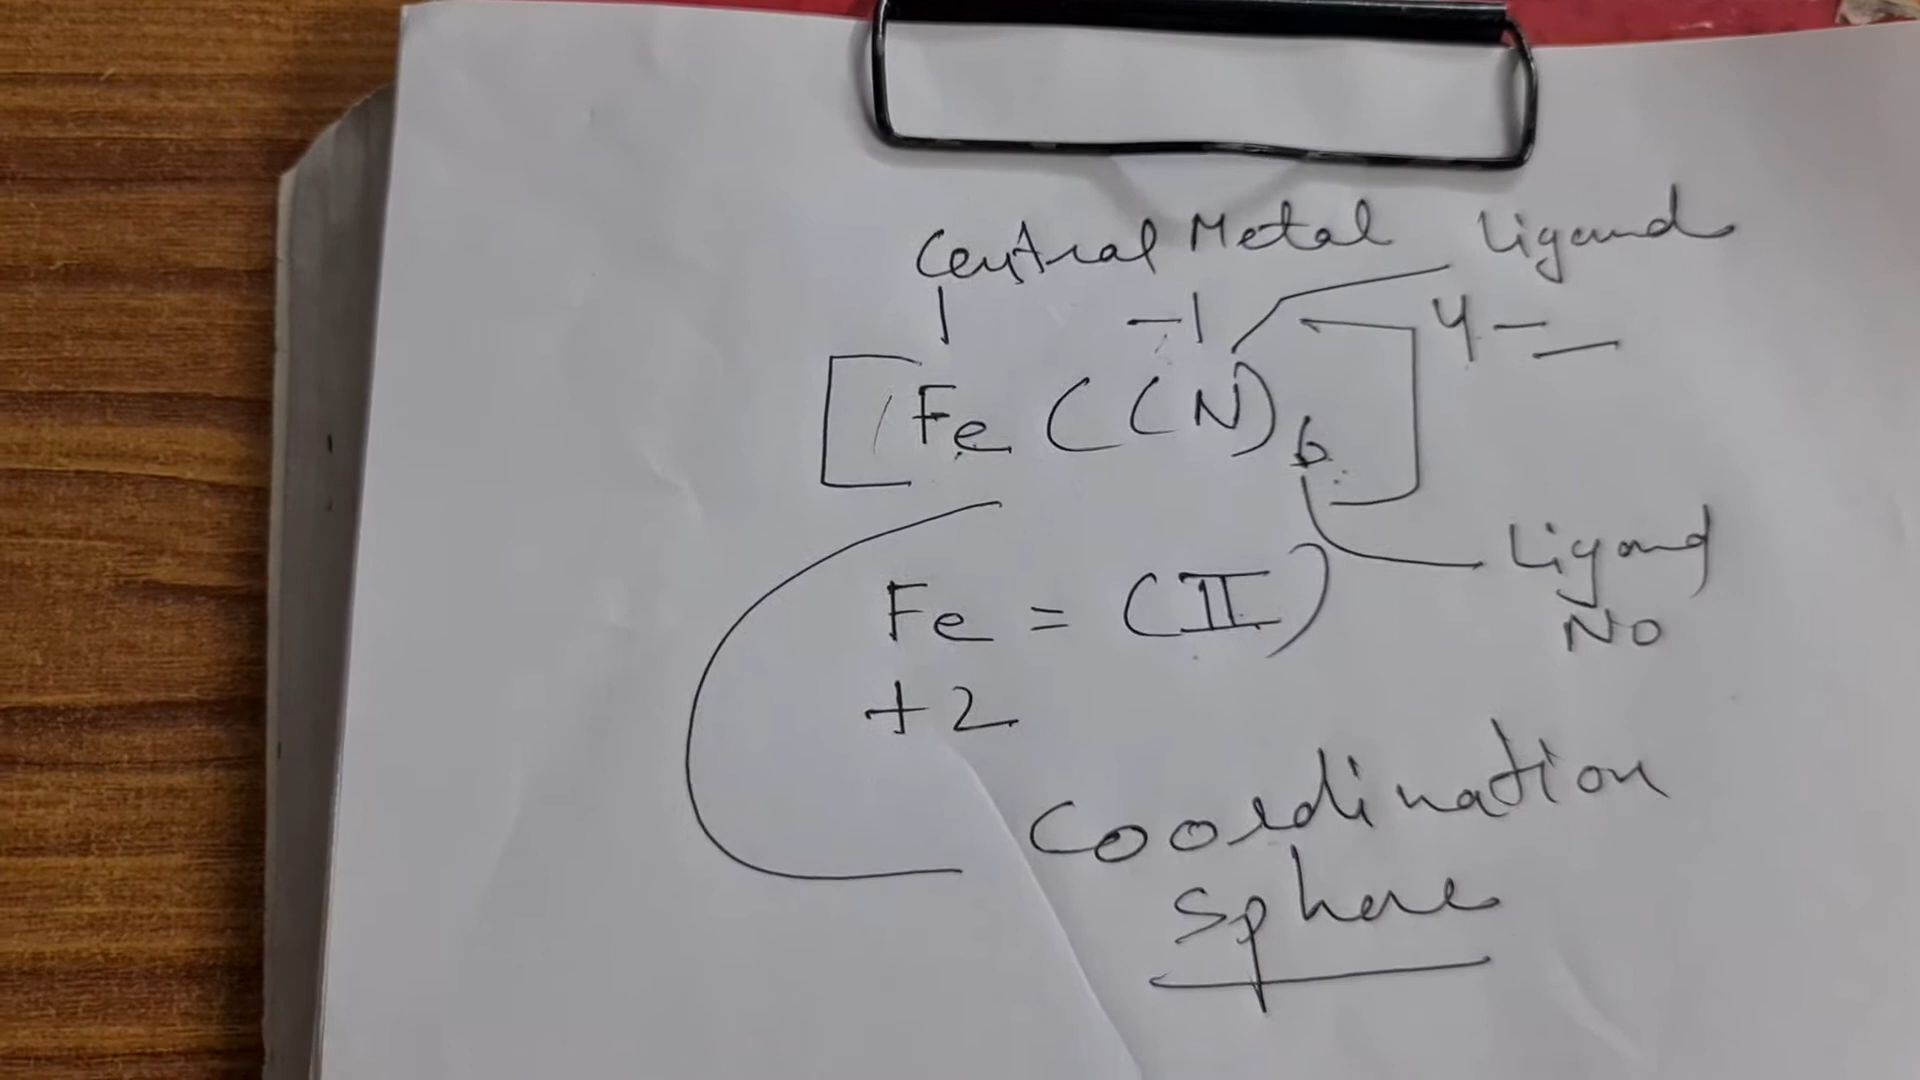 Central Metal Ligand
-1
[Fe(CN)6] 4-
Ligand
Fe = (II)
No
+2
Coordination
Sphere